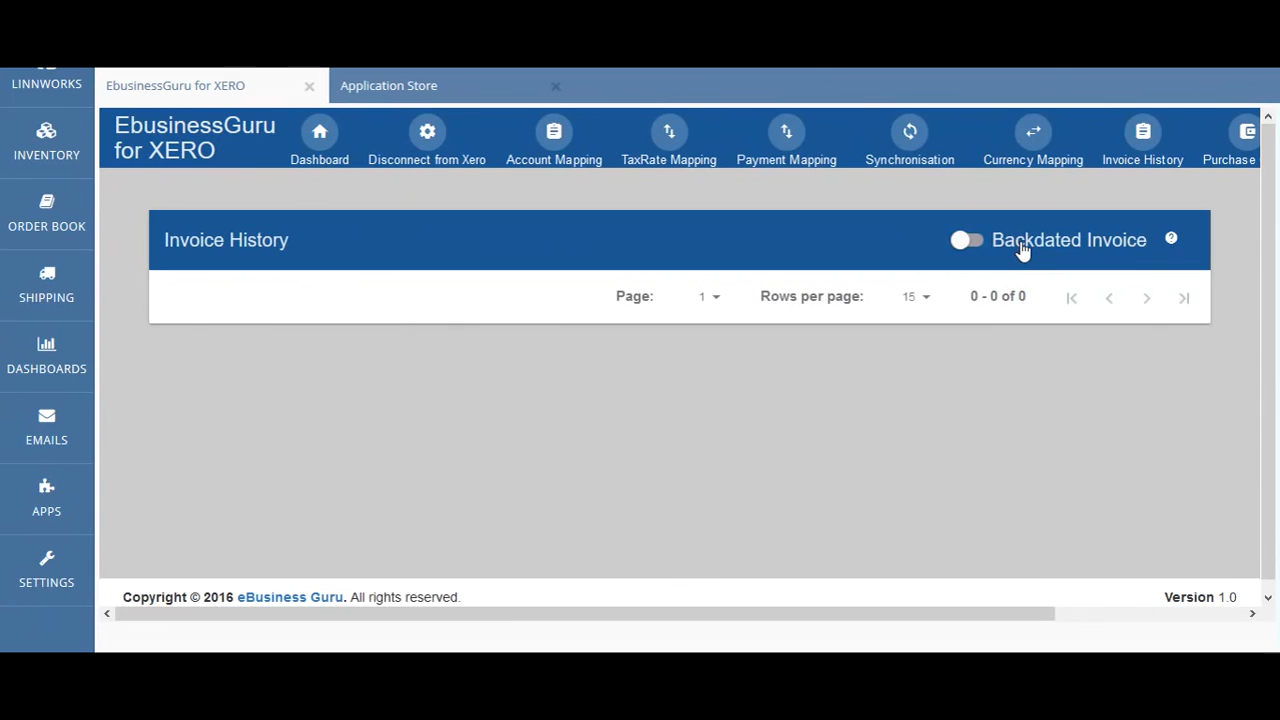 LINNWORKS
EbusinessGuru for XERO
Application Store
EbusinessGuru
for XERO
Dashboard
Disconnect from Xero
Account Mapping
TaxRate Mapping
Payment Mapping
Synchronisation
Currency Mapping
Invoice History
Purchase
INVENTORY
ORDER BOOK
SHIPPING
DASHBOARDS
EMAILS
APPS
SETTINGS
Invoice History
Backdated Invoice
Page: 1 Rows per page: 15 0 - 0 of 0
Copyright © 2016 eBusiness Guru. All rights reserved.
Version 1.0